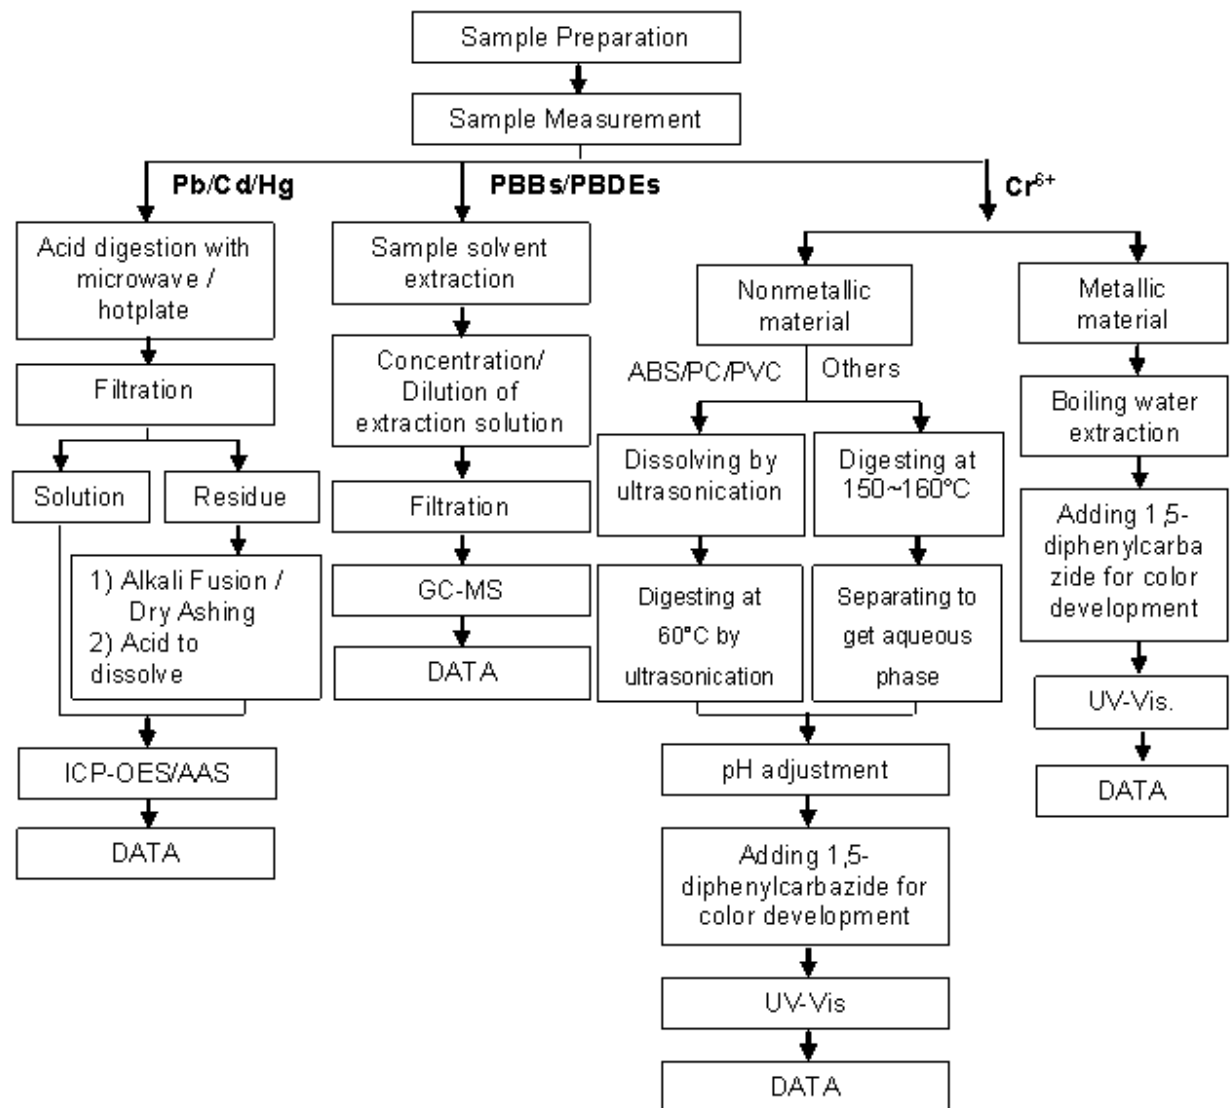 Sample Preparation
Sample Measurement
Pb/Cd/Hg
Acid digestion with
microwave /
hotplate
Filtration
Solution
Residue
1) Alkali Fusion /
Dry Ashing
2) Acid to
dissolve
ICP-OES/AAS
DATA
PBBs/PBDEs
Sample solvent
extraction
Concentration/
Dilution of
extraction solution
Filtration
GC-MS
DATA
Cr⁶⁺
Nonmetallic
material
ABS/PC/PVC
Others
Dissolving by
ultrasonication
Digesting at
60°C by
ultrasonication
Digesting at
150~160°C
Separating to
get aqueous
phase
pH adjustment
Adding 1,5-
diphenylcarbazide for
color development
UV-Vis
DATA
Metallic
material
Boiling water
extraction
Adding 1,5-
diphenylcarba
zide for color
development
UV-Vis.
DATA